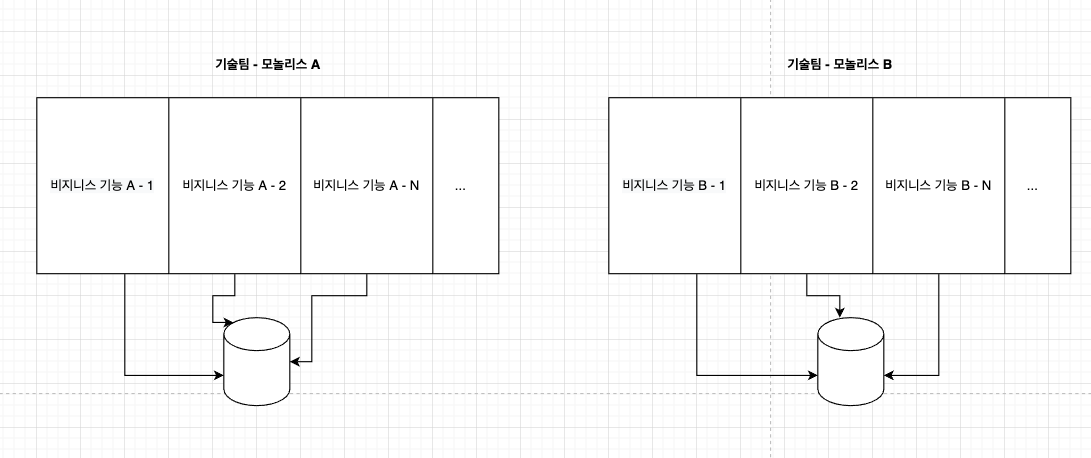 기술팀 - 모놀리스 A
기술팀 - 모놀리스 B
비지니스 기능 A - 1
비지니스 기능 A - 2
비지니스 기능 A - N
...
비지니스 기능 B - 1
비지니스 기능 B - 2
비지니스 기능 B - N
...